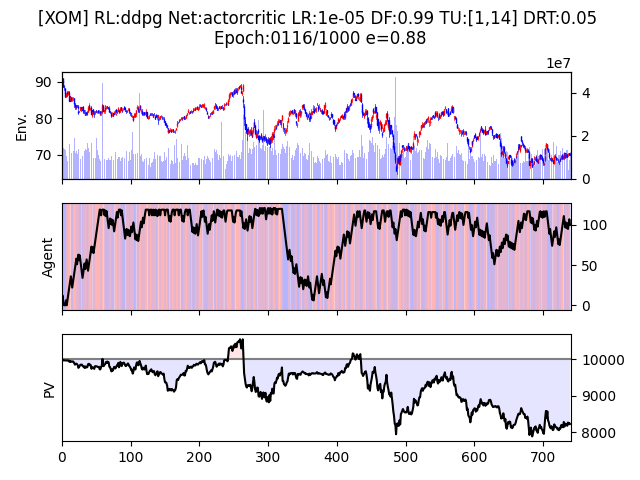 [XOM] RL:ddpg Net:actorcritic LR:1e-05 DF:0.99 TU:[1,14] DRT:0.05
Epoch:0116/1000 e=0.88
1e7
90
80
70
Env.
4
2
0
Agent
100
50
0
PV
10000
9000
8000
0 100 200 300 400 500 600 700